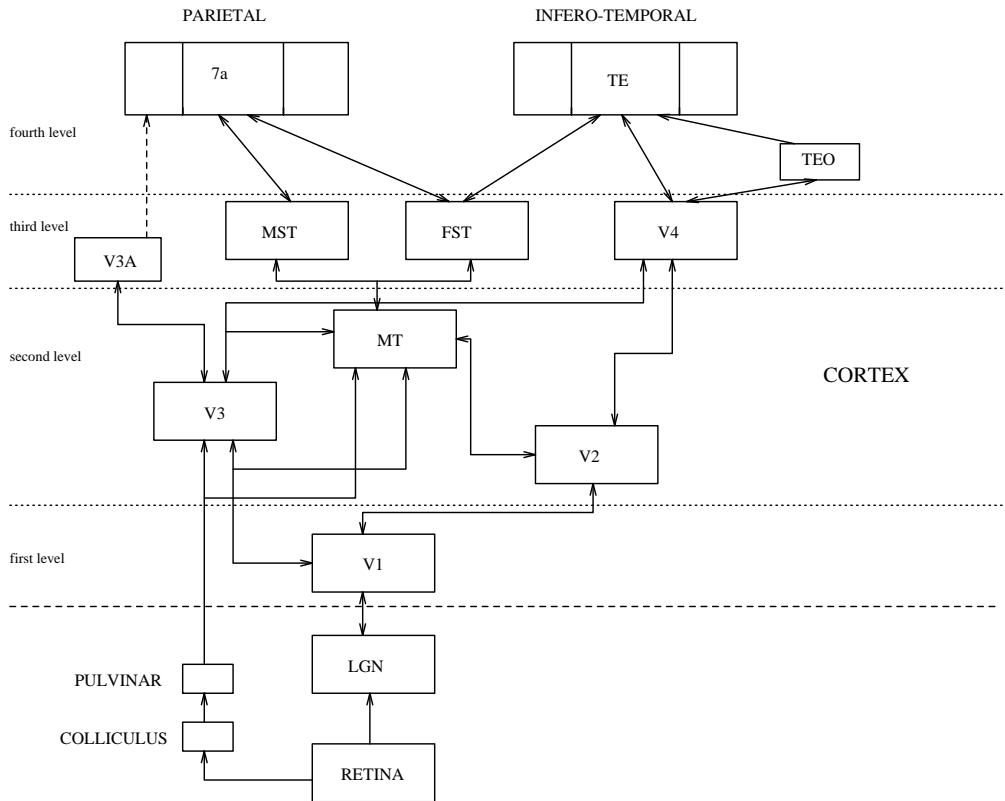 PARIETAL
INFERO-TEMPORAL
7a
TE
fourth level
TEO
third level
MST
FST
V4
V3A
MT
second level
CORTEX
V3
V2
first level
V1
LGN
PULVINAR
COLLICULUS
RETINA